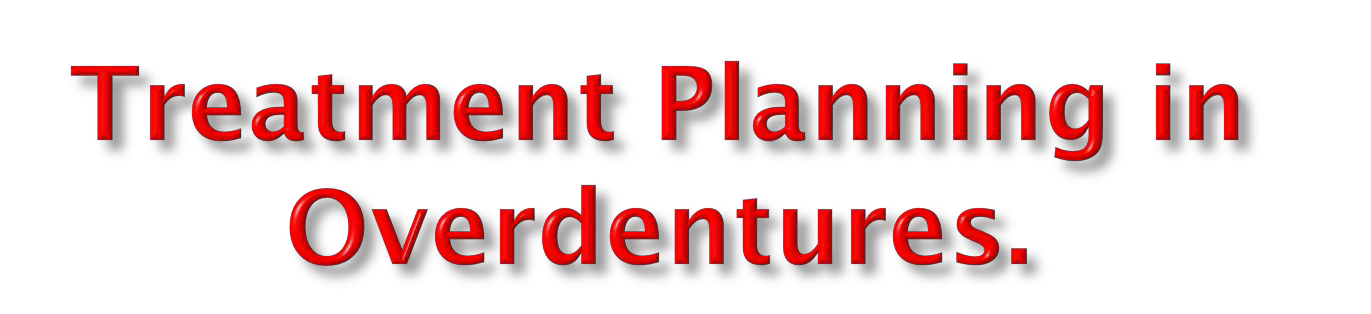 Treatment Planning in
Overdentures.